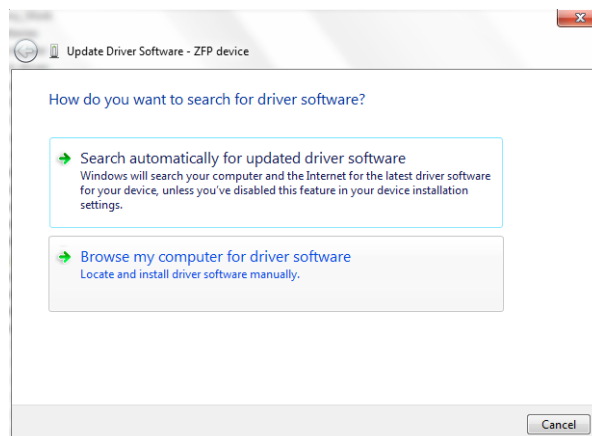 Update Driver Software - ZFP device
How do you want to search for driver software?
Search automatically for updated driver software
Windows will search your computer and the Internet for the latest driver software
for your device, unless you've disabled this feature in your device installation
settings.
Browse my computer for driver software
Locate and install driver software manually.
Cancel